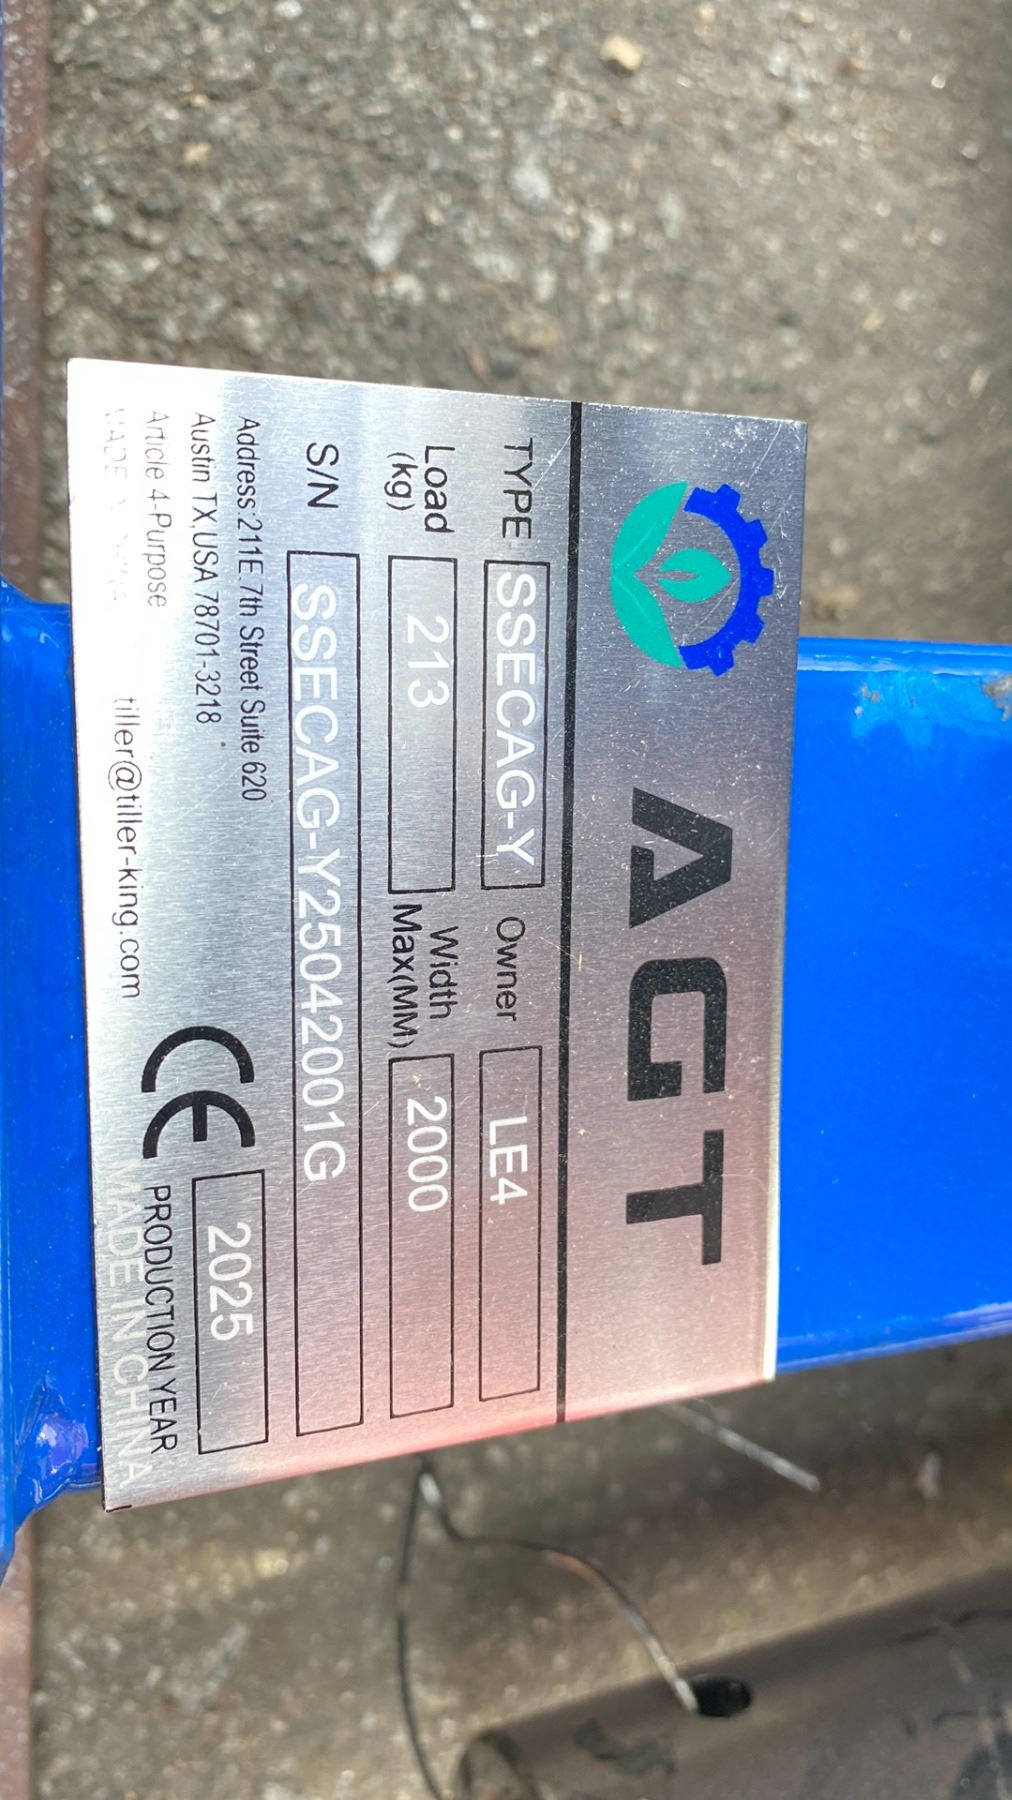 AGT
TYPE SSECAG-Y Owner LE4
Load (kg) 213 Width Max(MM) 2000
S/N SSECAG-Y250420001G
Address:211E.7th Street Suite 620
Austin TX,USA 78701-3218
Article 4-Purpose
tiller@tiller-king.com
CE 2025
PRODUCTION YEAR
MADE IN CHINA